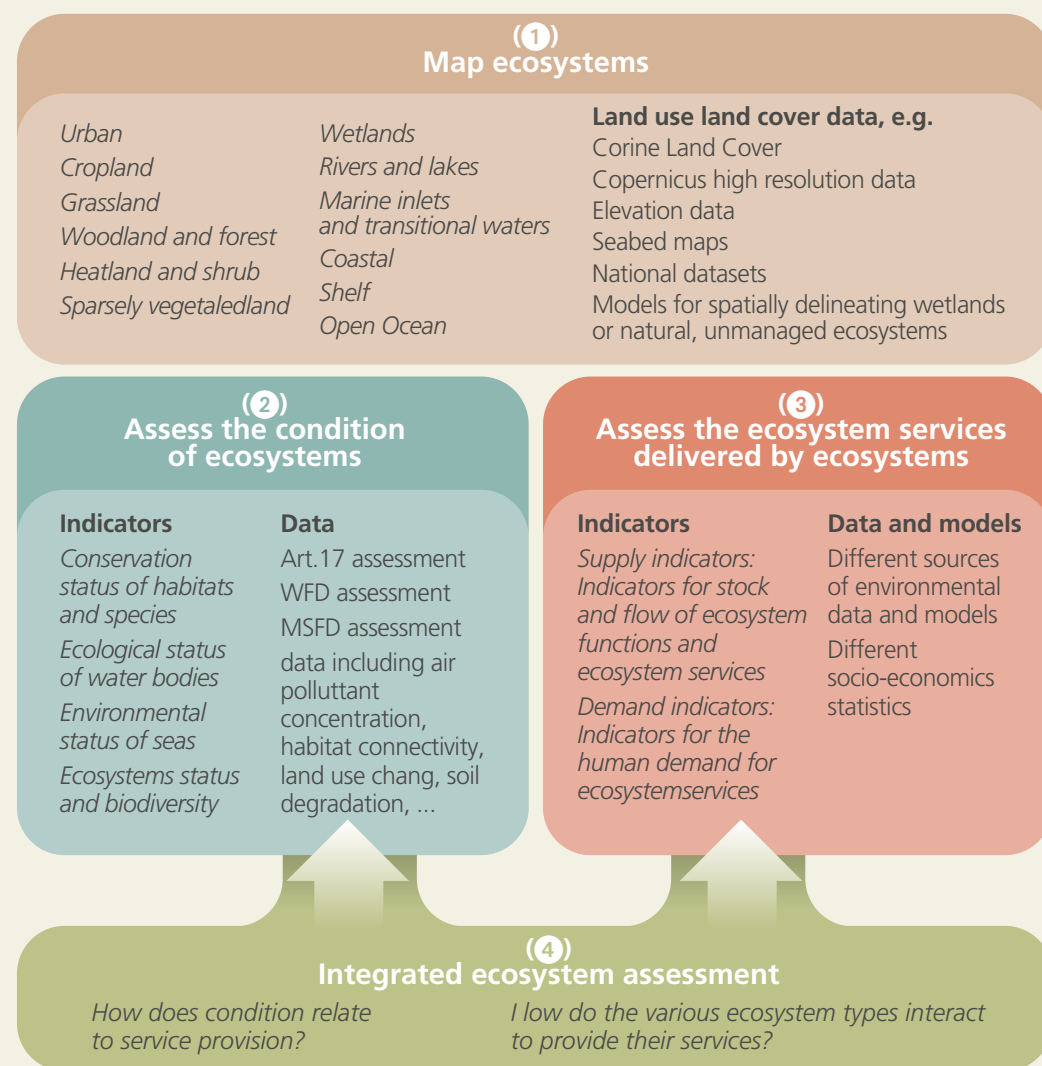 (1)
Map ecosystems
Urban
Cropland
Grassland
Woodland and forest
Heatland and shrub
Sparsely vegetaledland
Wetlands
Rivers and lakes
Marine inlets
and transitional waters
Coastal
Shelf
Open Ocean
Land use land cover data, e.g.
Corine Land Cover
Copernicus high resolution data
Elevation data
Seabed maps
National datasets
Models for spatially delineating wetlands
or natural, unmanaged ecosystems
(2)
Assess the condition
of ecosystems
Indicators
Conservation
status of habitats
and species
Ecological status
of water bodies
Environmental
status of seas
Ecosystems status
and biodiversity
Data
Art.17 assessment
WFD assessment
MSFD assessment
data including air
polluttant
concentration,
habitat connectivity,
land use chang, soil
degradation, ...
(3)
Assess the ecosystem services
delivered by ecosystems
Indicators
Supply indicators:
Indicators for stock
and flow of ecosystem
functions and
ecosystem services
Demand indicators:
Indicators for the
human demand for
ecosystemservices
Data and models
Different sources
of environmental
data and models
Different
socio-economics
statistics
(4)
Integrated ecosystem assessment
How does condition relate
to service provision?
I low do the various ecosystem types interact
to provide their services?